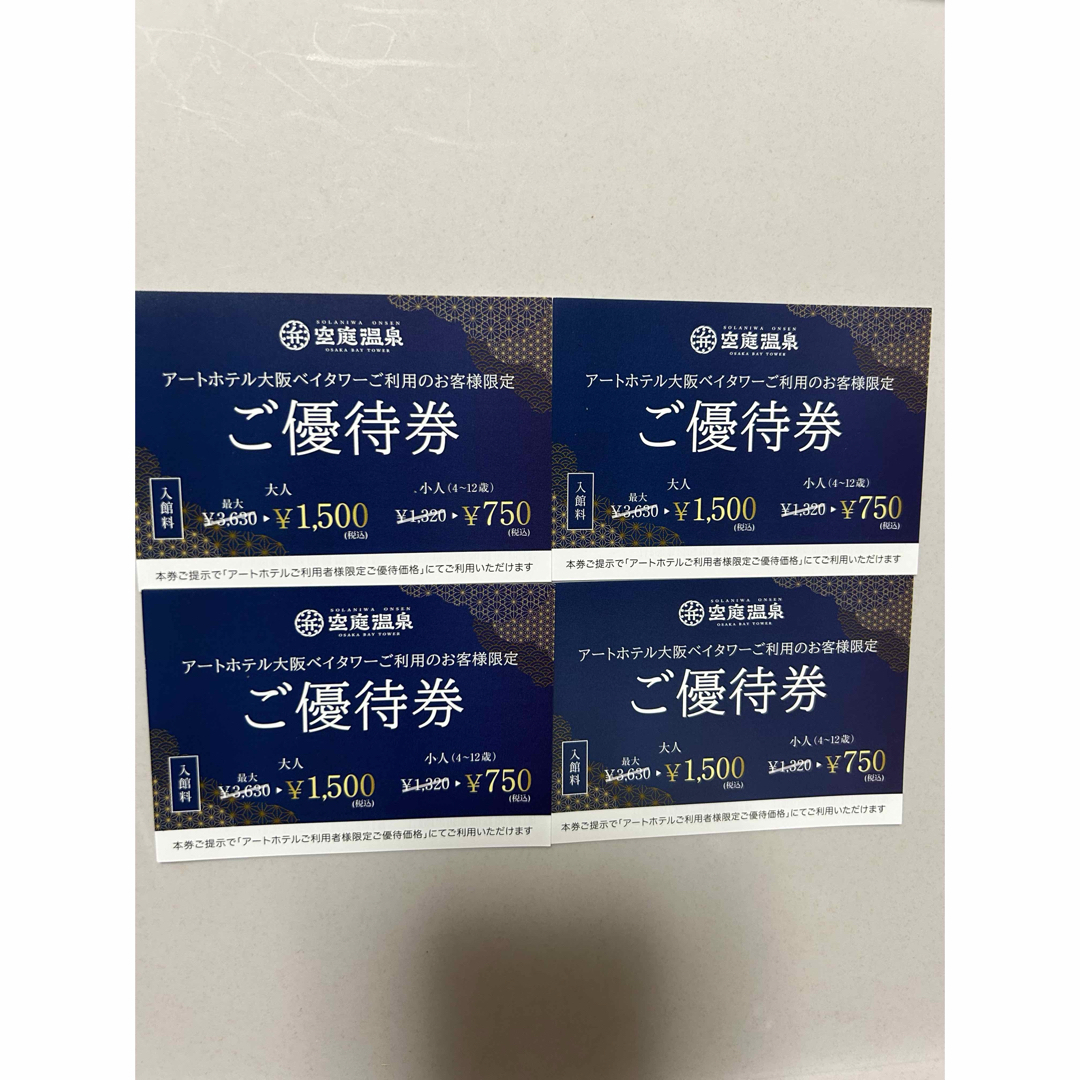 SOLANIWA ONSEN
空庭温泉
OSAKA BAY TOWER
アートホテル大阪ベイタワーご利用のお客様限定
ご優待券
入館料
大人
最大
¥3,630 ▸ ¥1,500
(税込)
小人(4~12歳)
¥1,320 ▸ ¥750
(税込)
本券ご提示で「アートホテルご利用者様限定ご優待価格」にてご利用いただけます
SOLANIWA ONSEN
空庭温泉
OSAKA BAY TOWER
アートホテル大阪ベイタワーご利用のお客様限定
ご優待券
入館料
大人
最大
¥3,630 ▸ ¥1,500
(税込)
小人(4~12歳)
¥1,320 ▸ ¥750
(税込)
本券ご提示で「アートホテルご利用者様限定ご優待価格」にてご利用いただけます
SOLANIWA ONSEN
空庭温泉
OSAKA BAY TOWER
アートホテル大阪ベイタワーご利用のお客様限定
ご優待券
入館料
大人
最大
¥3,630 ▸ ¥1,500
(税込)
小人(4~12歳)
¥1,320 ▸ ¥750
(税込)
本券ご提示で「アートホテルご利用者様限定ご優待価格」にてご利用いただけます
SOLANIWA ONSEN
空庭温泉
OSAKA BAY TOWER
アートホテル大阪ベイタワーご利用のお客様限定
ご優待券
入館料
大人
最大
¥3,630 ▸ ¥1,500
(税込)
小人(4~12歳)
¥1,320 ▸ ¥750
(税込)
本券ご提示で「アートホテルご利用者様限定ご優待価格」にてご利用いただけます